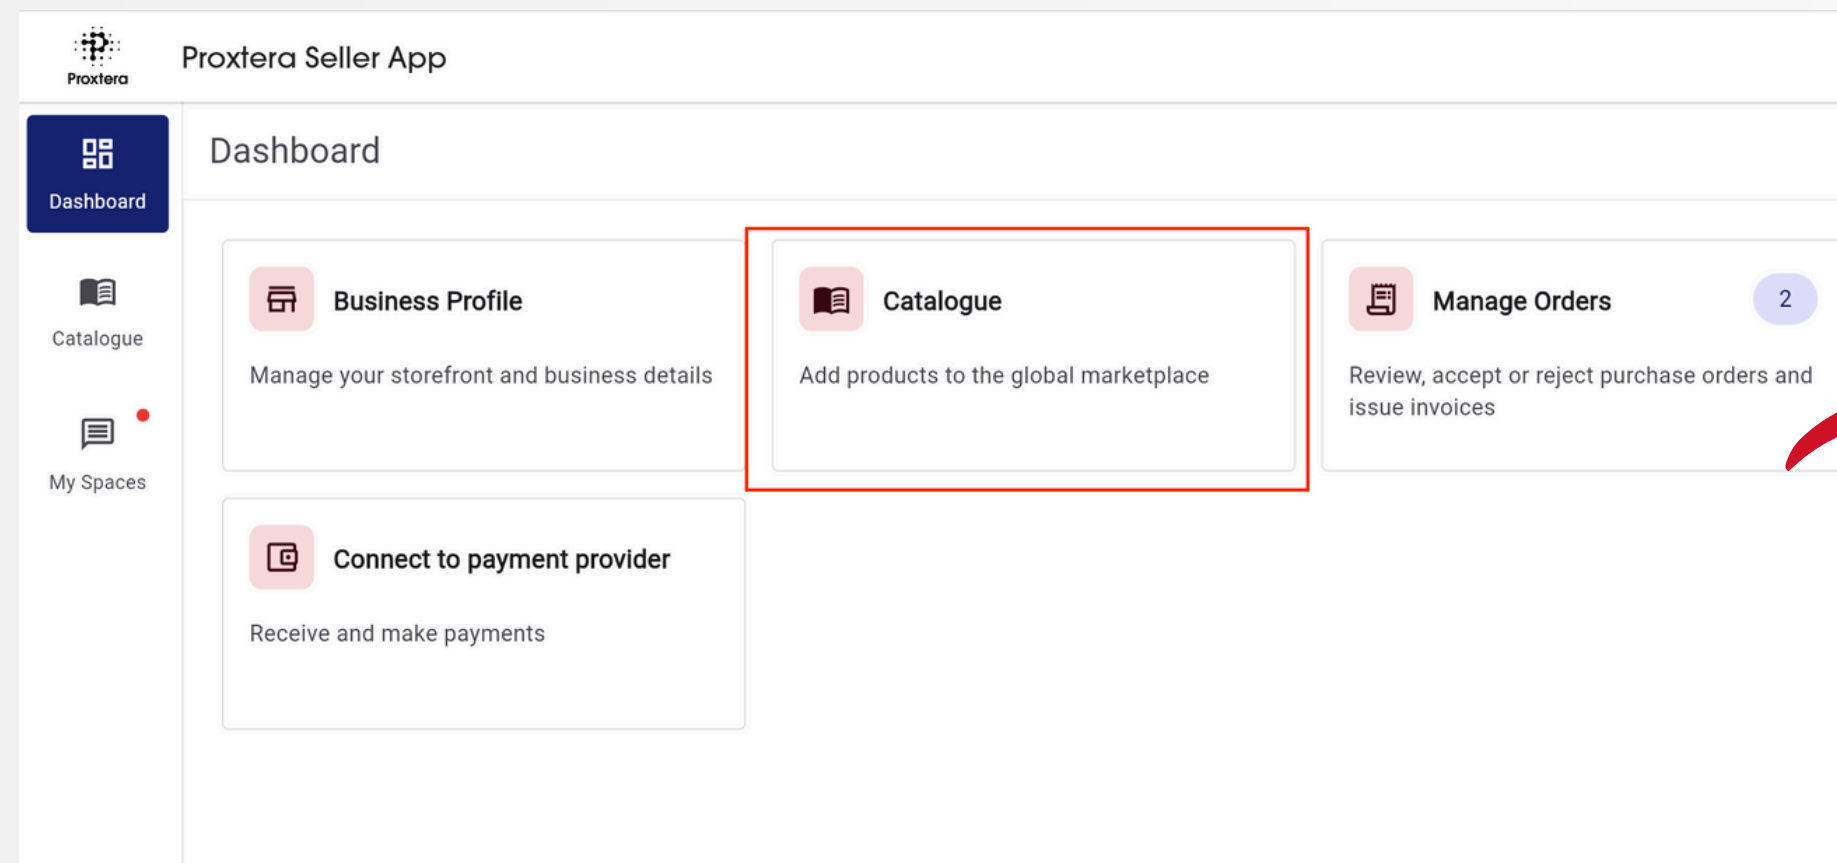 Proxtera
Proxtera Seller App
Dashboard
Dashboard
Catalogue
My Spaces
Business Profile
Manage your storefront and business details
Catalogue
Add products to the global marketplace
Manage Orders
2
Review, accept or reject purchase orders and
issue invoices
Connect to payment provider
Receive and make payments